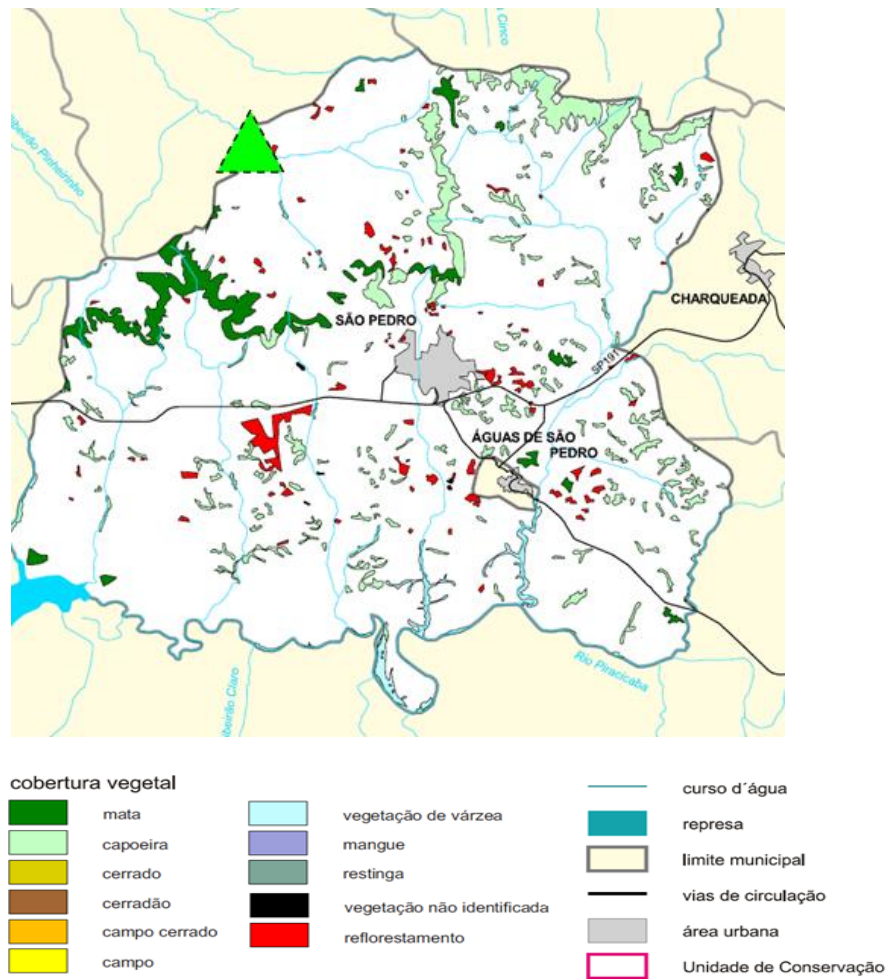 Cinco
Ribeirão Pinheirinho
CHARQUEADA
SÃO PEDRO
SP191
ÁGUAS DE SÃO
PEDRO
Rio Piracicaba
Ribeirão Claro
cobertura vegetal
mata
capoeira
cerrado
cerradão
campo cerrado
campo
vegetação de várzea
mangue
restinga
vegetação não identificada
reflorestamento
curso d´água
represa
limite municipal
vias de circulação
área urbana
Unidade de Conservação